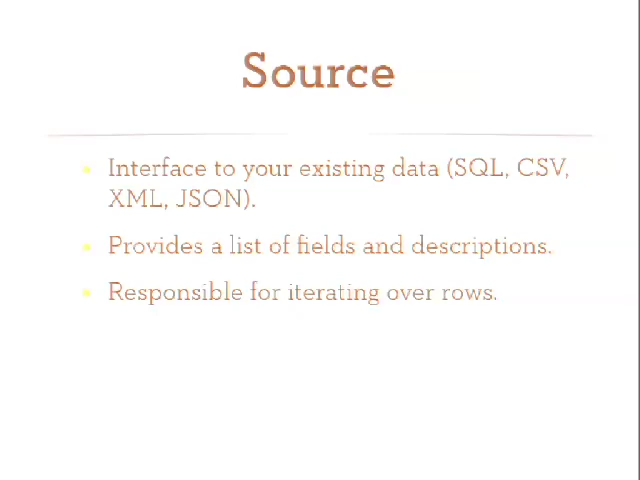 Source
Interface to your existing data (SQL, CSV,
XML, JSON).
Provides a list of fields and descriptions.
Responsible for iterating over rows.